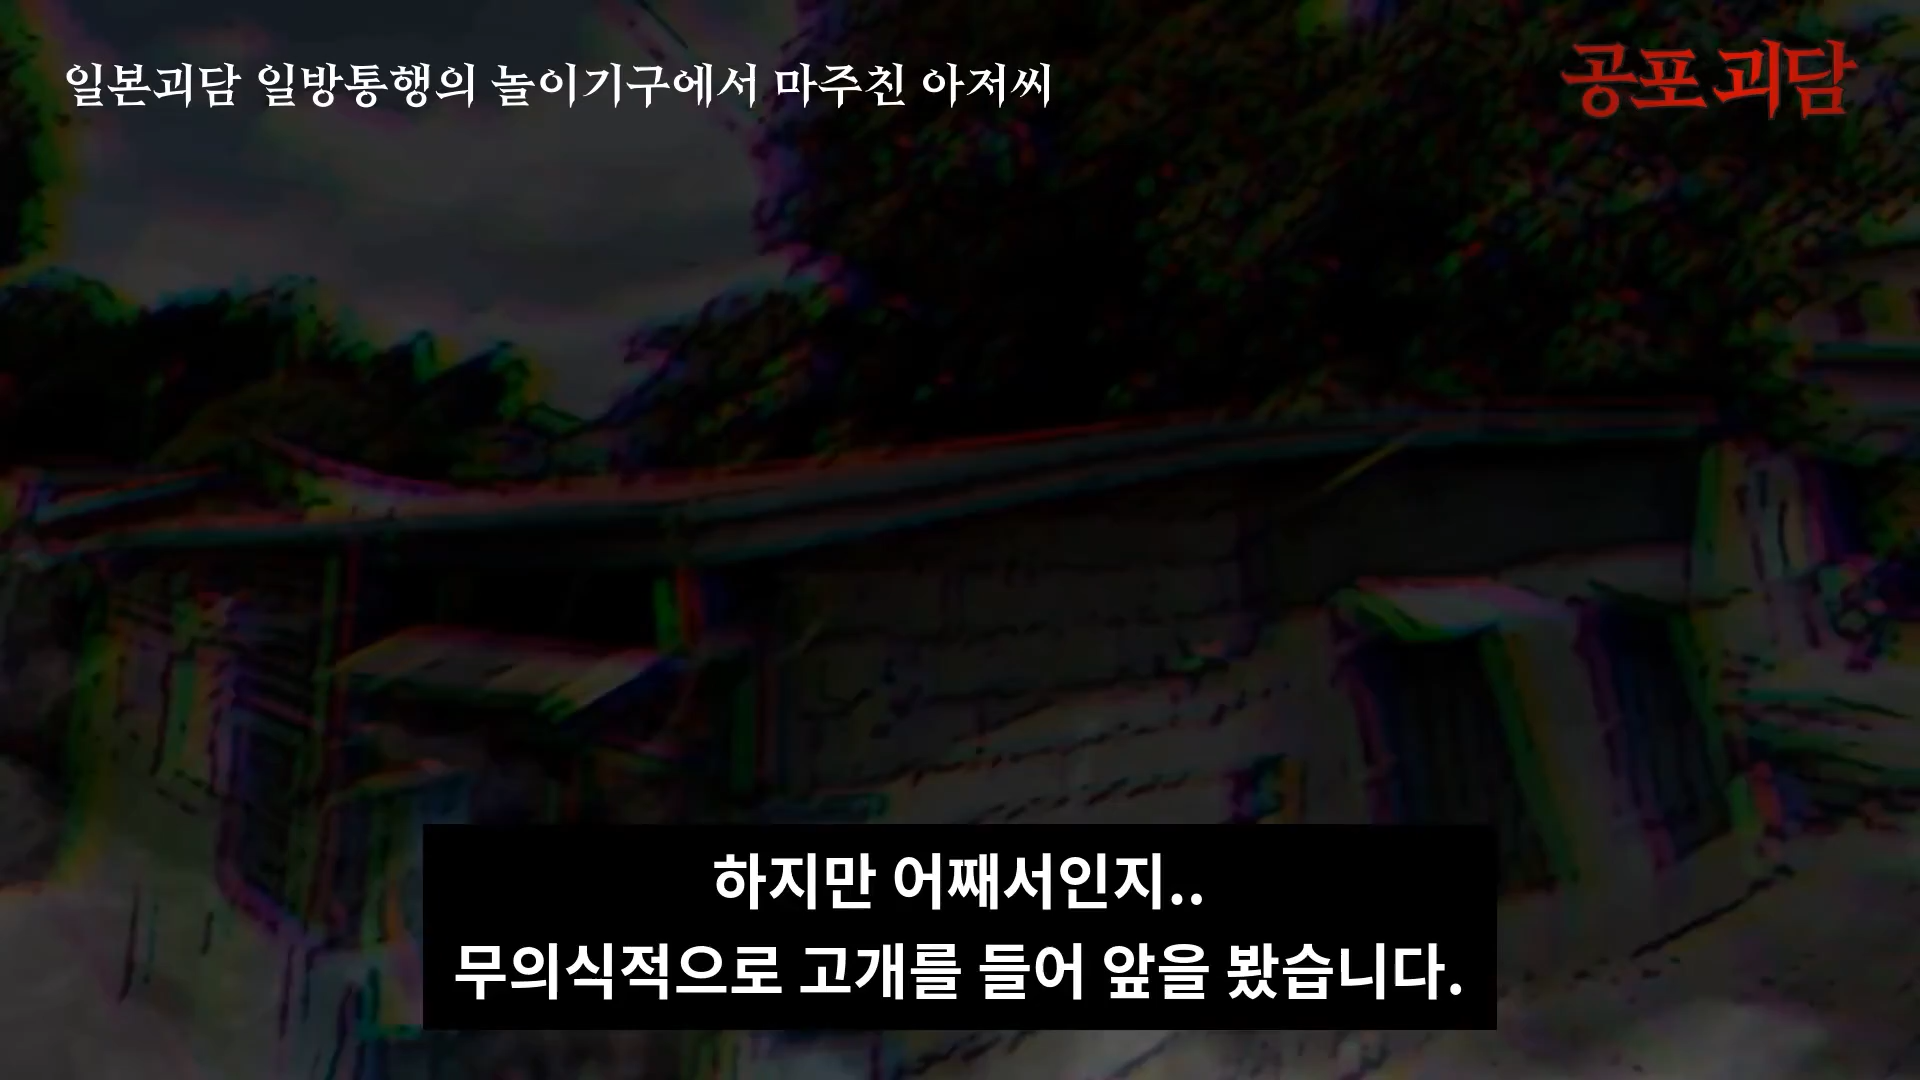 일본괴담 일방통행의 놀이기구에서 마주친 아저씨
공포 괴담
하지만 어째서인지..
무의식적으로 고개를 들어 앞을 봤습니다.